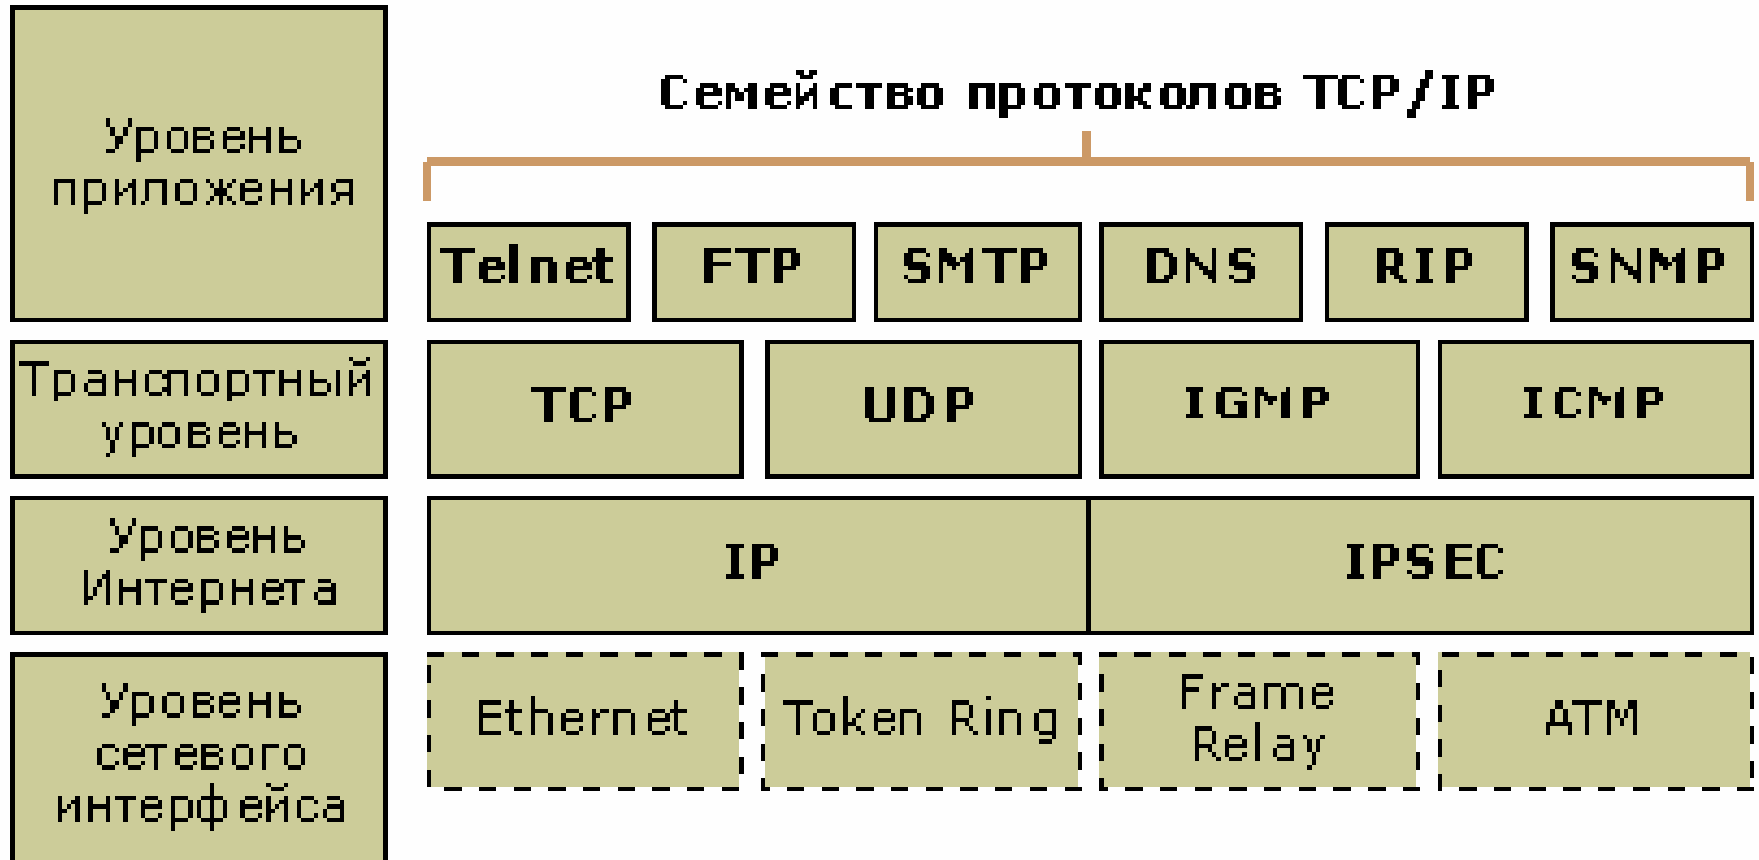 Семейство протоколов TCP/IP
Уровень
приложения
Telnet FTP SMTP DNS RIP SNMP
Транспортный
уровень
TCP UDP IGMP ICMP
Уровень
Интернета
IP IPSEC
Уровень
сетевого
интерфейса
Ethernet
Token Ring
Frame
Relay
ATM